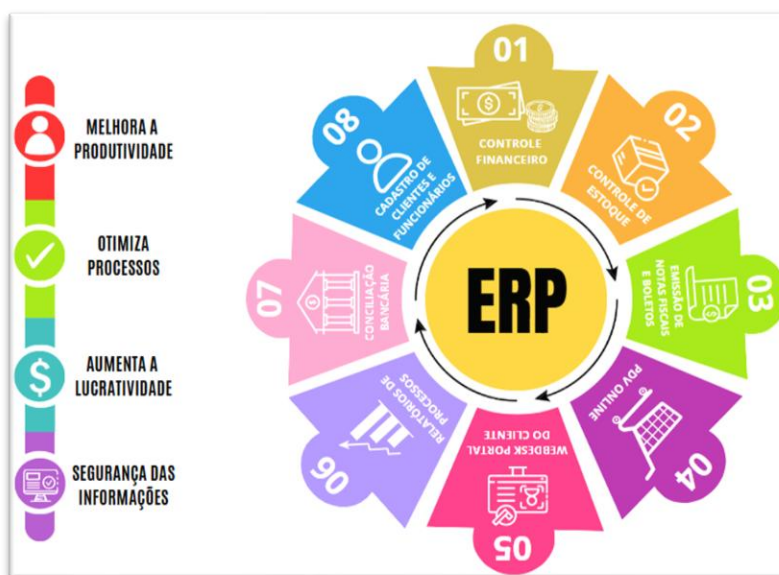 MELHORA A
PRODUTIVIDADE
OTIMIZA
PROCESSOS
AUMENTA A
LUCRATIVIDADE
SEGURANÇA DAS
INFORMAÇÕES
ERP
01
CONTROLE
FINANCEIRO
02
CONTROLE DE
ESTOQUE
03
EMISSÃO DE
NOTAS FISCAIS
E BOLETOS
04
PDV ONLINE
05
WEBDESK PORTAL
DO CLIENTE
06
RELATÓRIOS DE
PROCESSOS
07
CONCILIAÇÃO
BANCÁRIA
08
CADASTRO DE
CLIENTES E
FUNCIONÁRIOS